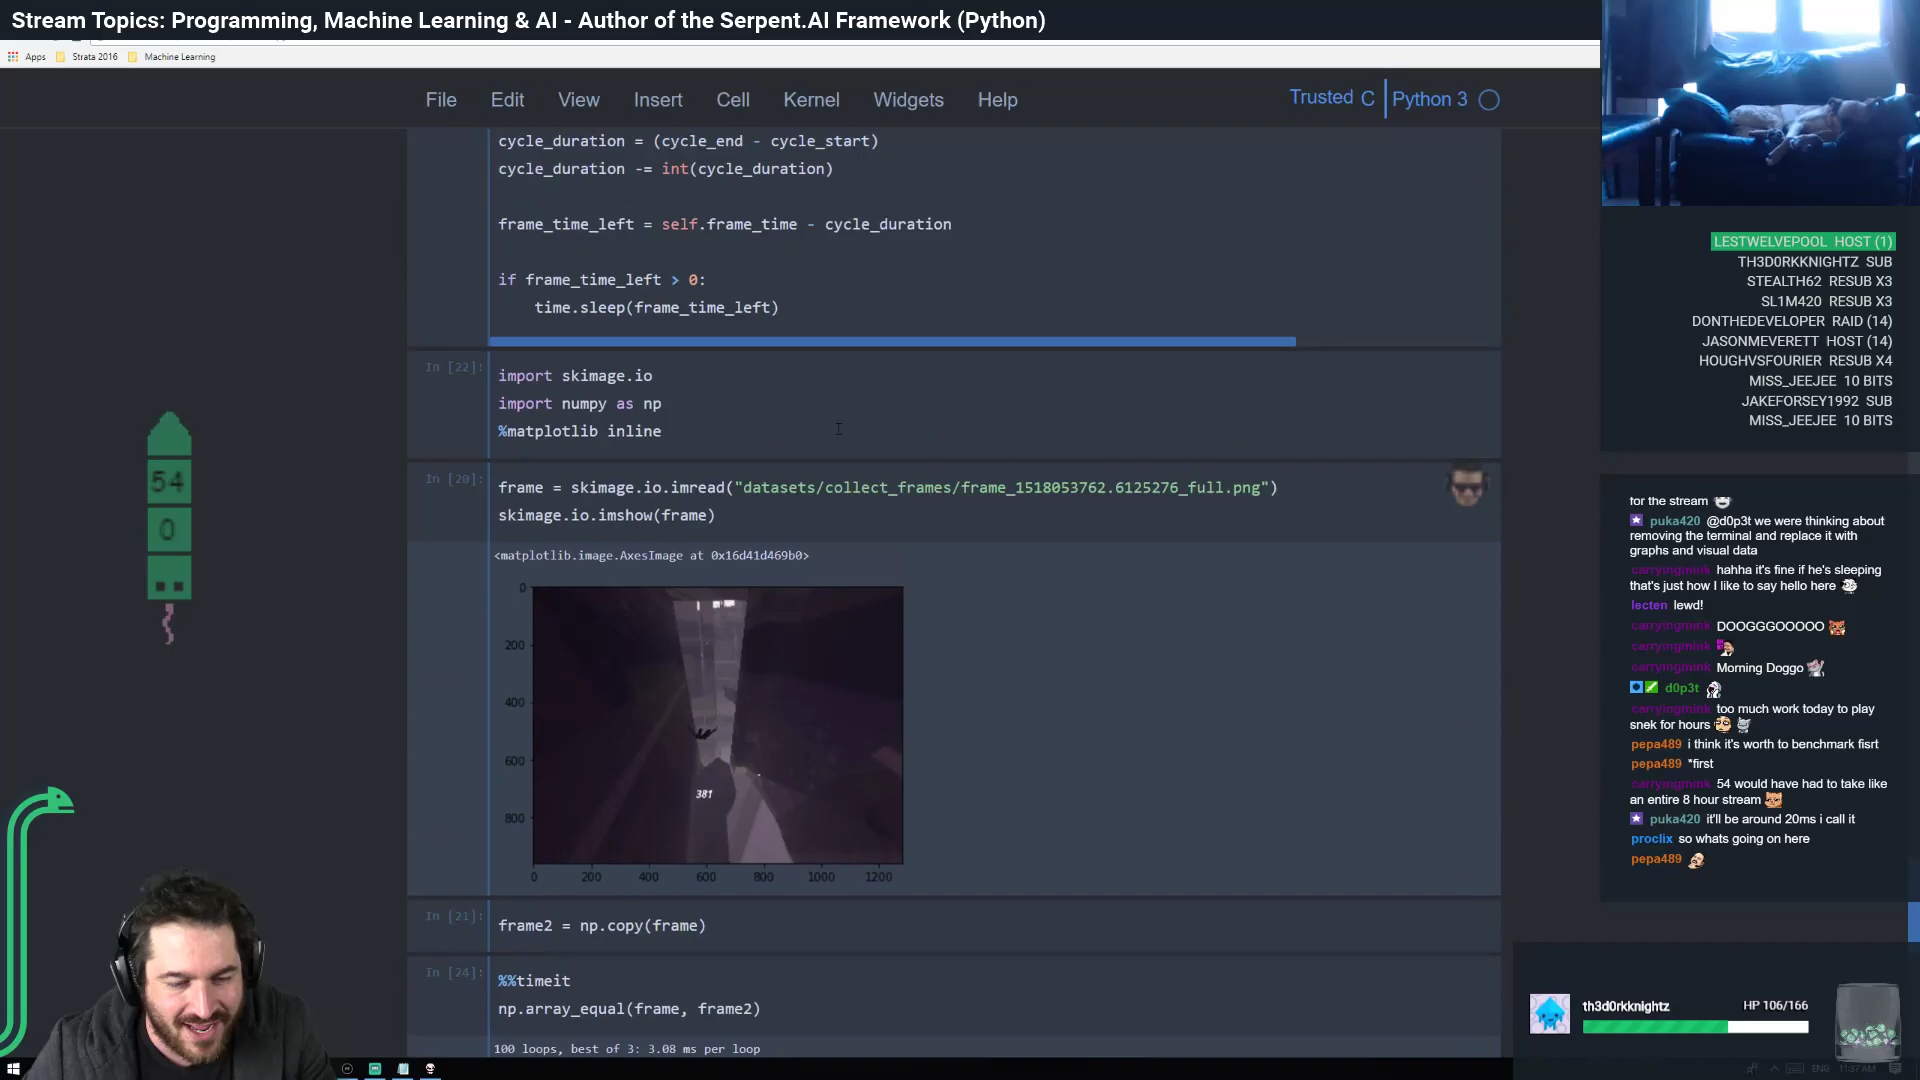 Stream Topics: Programming, Machine Learning & AI - Author of the Serpent.AI Framework (Python)
Apps
Strata 2016
Machine Learning
File
Edit
View
Insert
Cell
Kernel
Widgets
Help
Trusted
Python 3
cycle_duration = (cycle_end - cycle_start)
cycle_duration -= int(cycle_duration)
frame_time_left = self.frame_time - cycle_duration
if frame_time_left > 0:
time.sleep(frame_time_left)
In [22]:
import skimage.io
import numpy as np
%matplotlib inline
In [20]:
frame = skimage.io.imread("datasets/collect_frames/frame_1518053762.6125276_full.png")
skimage.io.imshow(frame)
<matplotlib.image.AxesImage at 0x16d41d469b0>
0
200
400
600
800
381
0
200
400
600
800
1000
1200
In [21]:
frame2 = np.copy(frame)
In [24]:
%%timeit
np.array_equal(frame, frame2)
100 loops, best of 3: 3.08 ms per loop
54
0
LESTWELVEPOOL HOST (1)
TH3D0RKKNIGHTZ SUB
STEALTH62 RESUB X3
SL1M420 RESUB X3
DONTHEDEVELOPER RAID (14)
JASONMEVERETT HOST (14)
HOUGHVSFOURIER RESUB X4
MISS_JEEJEE 10 BITS
JAKEFORSEY1992 SUB
MISS_JEEJEE 10 BITS
for the stream
puka420 @d0p3t we were thinking about
removing the terminal and replace it with
graphs and visual data
carryingmink hahha it's fine if he's sleeping
that's just how I like to say hello here
lecten lewd!
carryingmink DOOGGGOOOOO
carryingmink
carryingmink Morning Doggo
d0p3t
carryingmink too much work today to play
snek for hours
pepa489 i think it's worth to benchmark fisrt
pepa489 *first
carryingmink 54 would have had to take like
an entire 8 hour stream
puka420 it'll be around 20ms i call it
proclix so whats going on here
pepa489
th3d0rkknightz
HP 106/166
ENG
11:37 AM